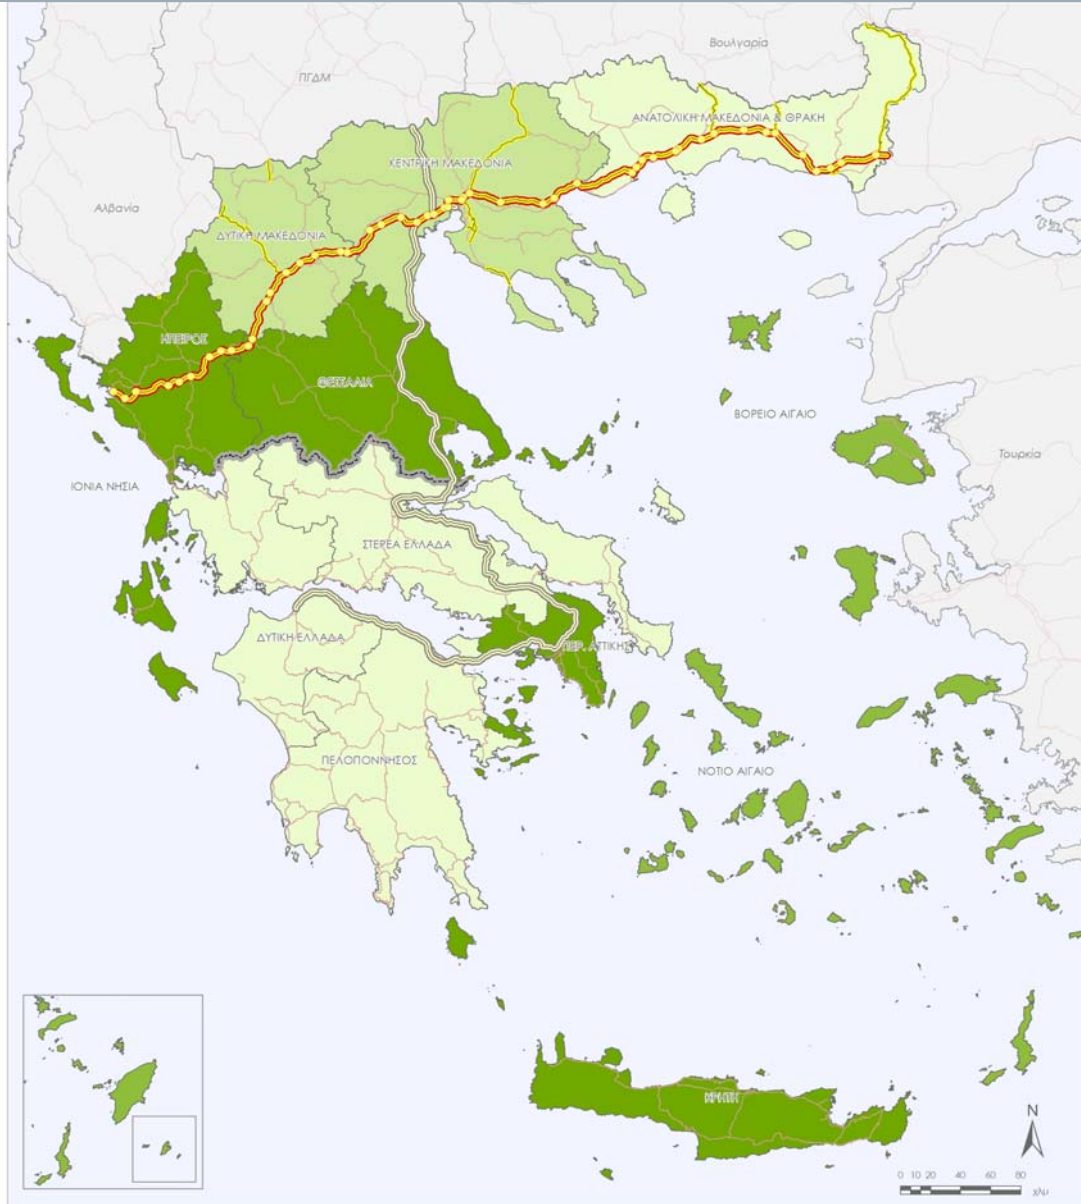 Βουλγαρία
ΠΓΔΜ
ΑΝΑΤΟΛΙΚΗ ΜΑΚΕΔΟΝΙΑ & ΘΡΑΚΗ
ΚΕΝΤΡΙΚΗ ΜΑΚΕΔΟΝΙΑ
Αλβανία
ΔΥΤΙΚΗ ΜΑΚΕΔΟΝΙΑ
ΗΠΕΙΡΟΣ
ΘΕΣΣΑΛΙΑ
ΒΟΡΕΙΟ ΑΙΓΑΙΟ
Τουρκία
ΙΟΝΙΑ ΝΗΣΙΑ
ΣΤΕΡΕΑ ΕΛΛΑΔΑ
ΔΥΤΙΚΗ ΕΛΛΑΔΑ
ΠΕΡ. ΑΤΤΙΚΗΣ
ΠΕΛΟΠΟΝΝΗΣΟΣ
ΝΟΤΙΟ ΑΙΓΑΙΟ
ΚΡΗΤΗ
N
0 10 20 40 60 80
χλμ